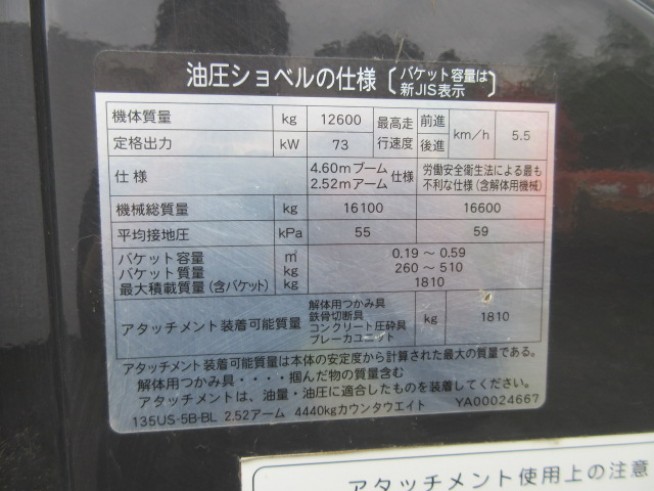 油圧ショベルの仕様〔バケット容量は新JIS表示〕
機体質量 kg 12600 最高走行速度 前進 km/h 5.5
定格出力 kW 73 後進
仕様 4.60mブーム 2.52mアーム 仕様 労働安全衛生法による最も不利な仕様(含解体用機械)
機械総質量 kg 16100 16600
平均接地圧 kPa 55 59
バケット容量 ㎥ 0.19 ～ 0.59
バケット質量 kg 260 ～ 510
最大積載質量(含バケット) kg 1810
アタッチメント装着可能質量 解体用つかみ具 鉄骨切断具 コンクリート圧砕具 ブレーカユニット kg 1810
アタッチメント装着可能質量は本体の安定度から計算された最大の質量である。
解体用つかみ具・・・・掴んだ物の質量含む
アタッチメントは、油量・油圧に適合したものを装着してください。
135US-5B-BL 2.52アーム 4440kgカウンタウエイト YA00024667
アタッチメント使用上の注意